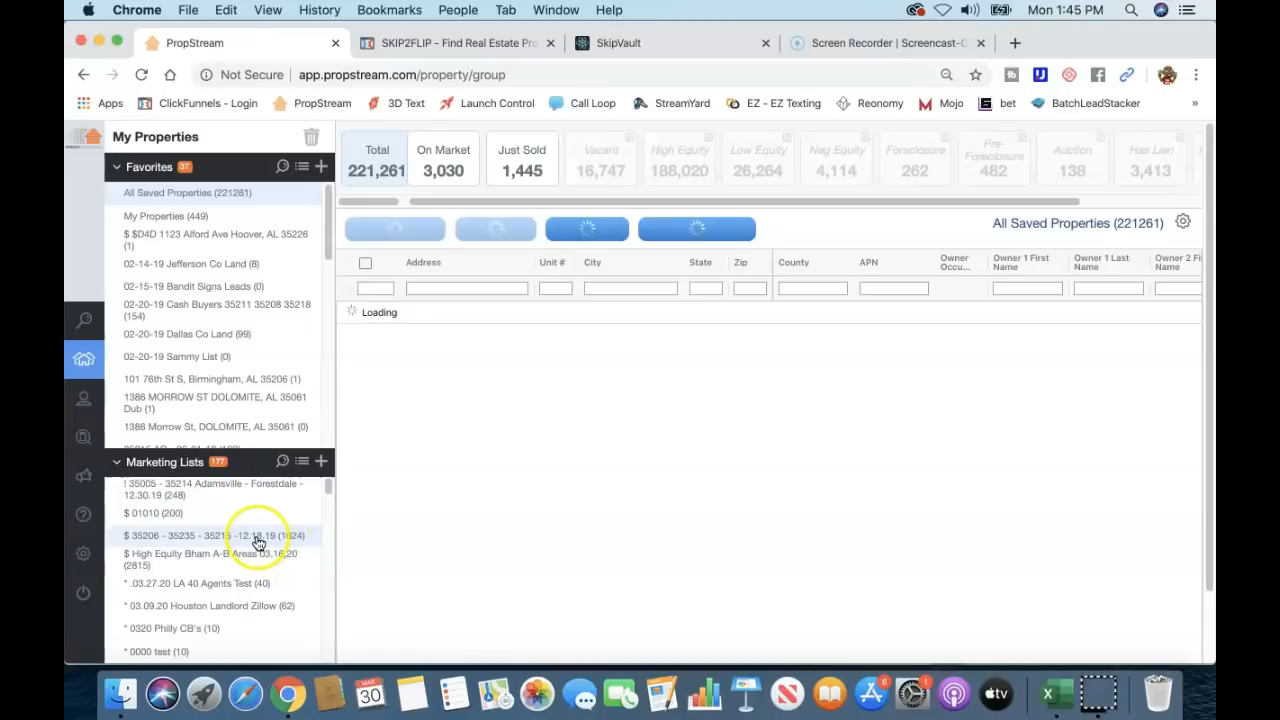 Chrome File Edit View History Bookmarks People Tab Window Help Mon 1:45 PM
PropStream SKIP2FLIP - Find Real Estate Pro SkipVault Screen Recorder | Screencast-O
Not Secure app.propstream.com/property/group
Apps ClickFunnels - Login PropStream 3D Text Launch Control Call Loop StreamYard EZ - EZ Texting Reonomy Mojo bet BatchLeadStacker »
My Properties
Favorites 37
All Saved Properties (221261)
My Properties (449)
$ $D4D 1123 Alford Ave Hoover, AL 35226
(1)
02-14-19 Jefferson Co Land (8)
02-15-19 Bandit Signs Leads (0)
02-20-19 Cash Buyers 35211 35208 35218
(154)
02-20-19 Dallas Co Land (99)
02-20-19 Sammy List (0)
101 76th St S, Birmingham, AL 35206 (1)
1386 MORROW ST DOLOMITE, AL 35061
Dub (1)
1386 Morrow St, DOLOMITE, AL 35061 (0)
Marketing Lists 177
! 35005 - 35214 Adamsville - Forestdale -
12.30.19 (248)
$ 01010 (200)
$ 35206 - 35235 - 35215 -12.18.19 (1624)
$ High Equity Bham A-B Areas 03.16.20
(2815)
* .03.27.20 LA 40 Agents Test (40)
* 03.09.20 Houston Landlord Zillow (62)
* 0320 Philly CB's (10)
* 0000 test (10)
Total
221,261
On Market
3,030
Just Sold
1,445
Vacant
16,747
High Equity
188,020
Low Equity
26,264
Neg Equity
4,114
Foreclosure
262
Pre-
Foreclosure
482
Auction
138
Has Lien
3,413
All Saved Properties (221261)
Address Unit # City State Zip County APN
Owner
Occu...
Owner 1 First
Name
Owner 1 Last
Name
Owner 2 Fi
Name
Loading
MAR
30